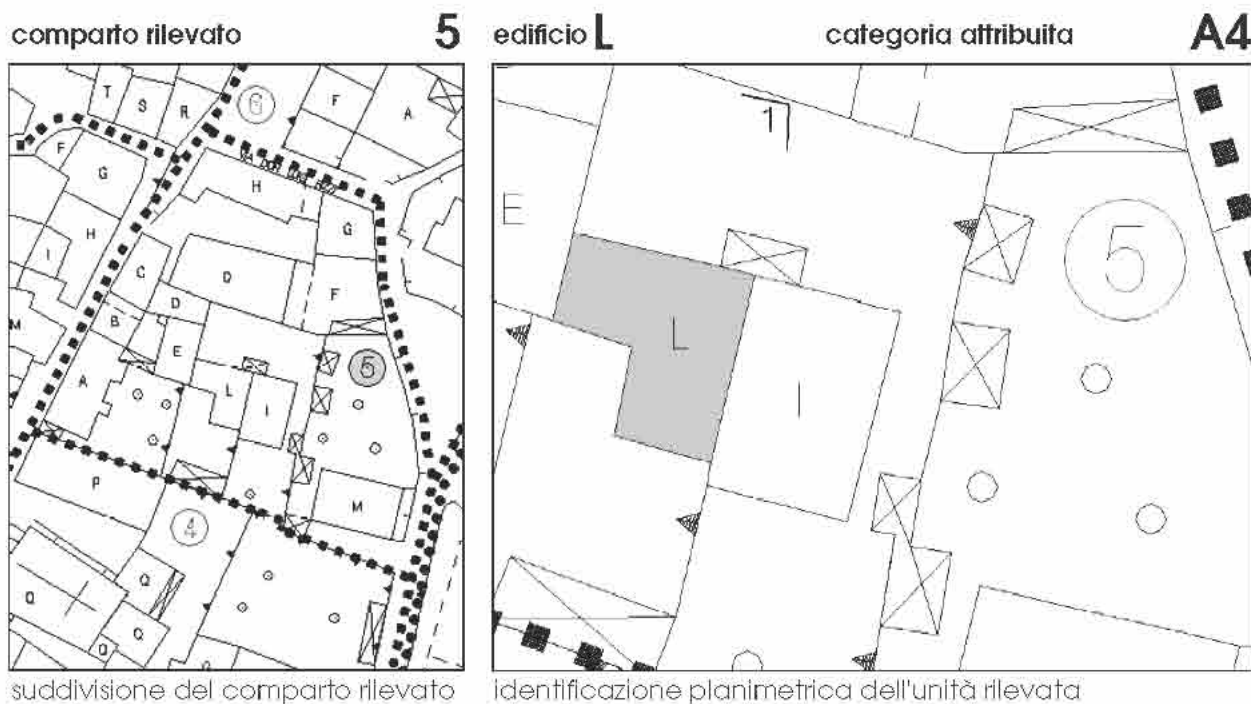 comparto rilevato 5
edificio L categoria attribuita A4
T S R 6 F A
F G
H
H I
I G
C D
D F
M B
E 5
A L I
P M
4
Q
Q Q
Q
suddivisione del comparto rilevato
1
E
5
L
I
identificazione planimetrica dell'unità rilevata